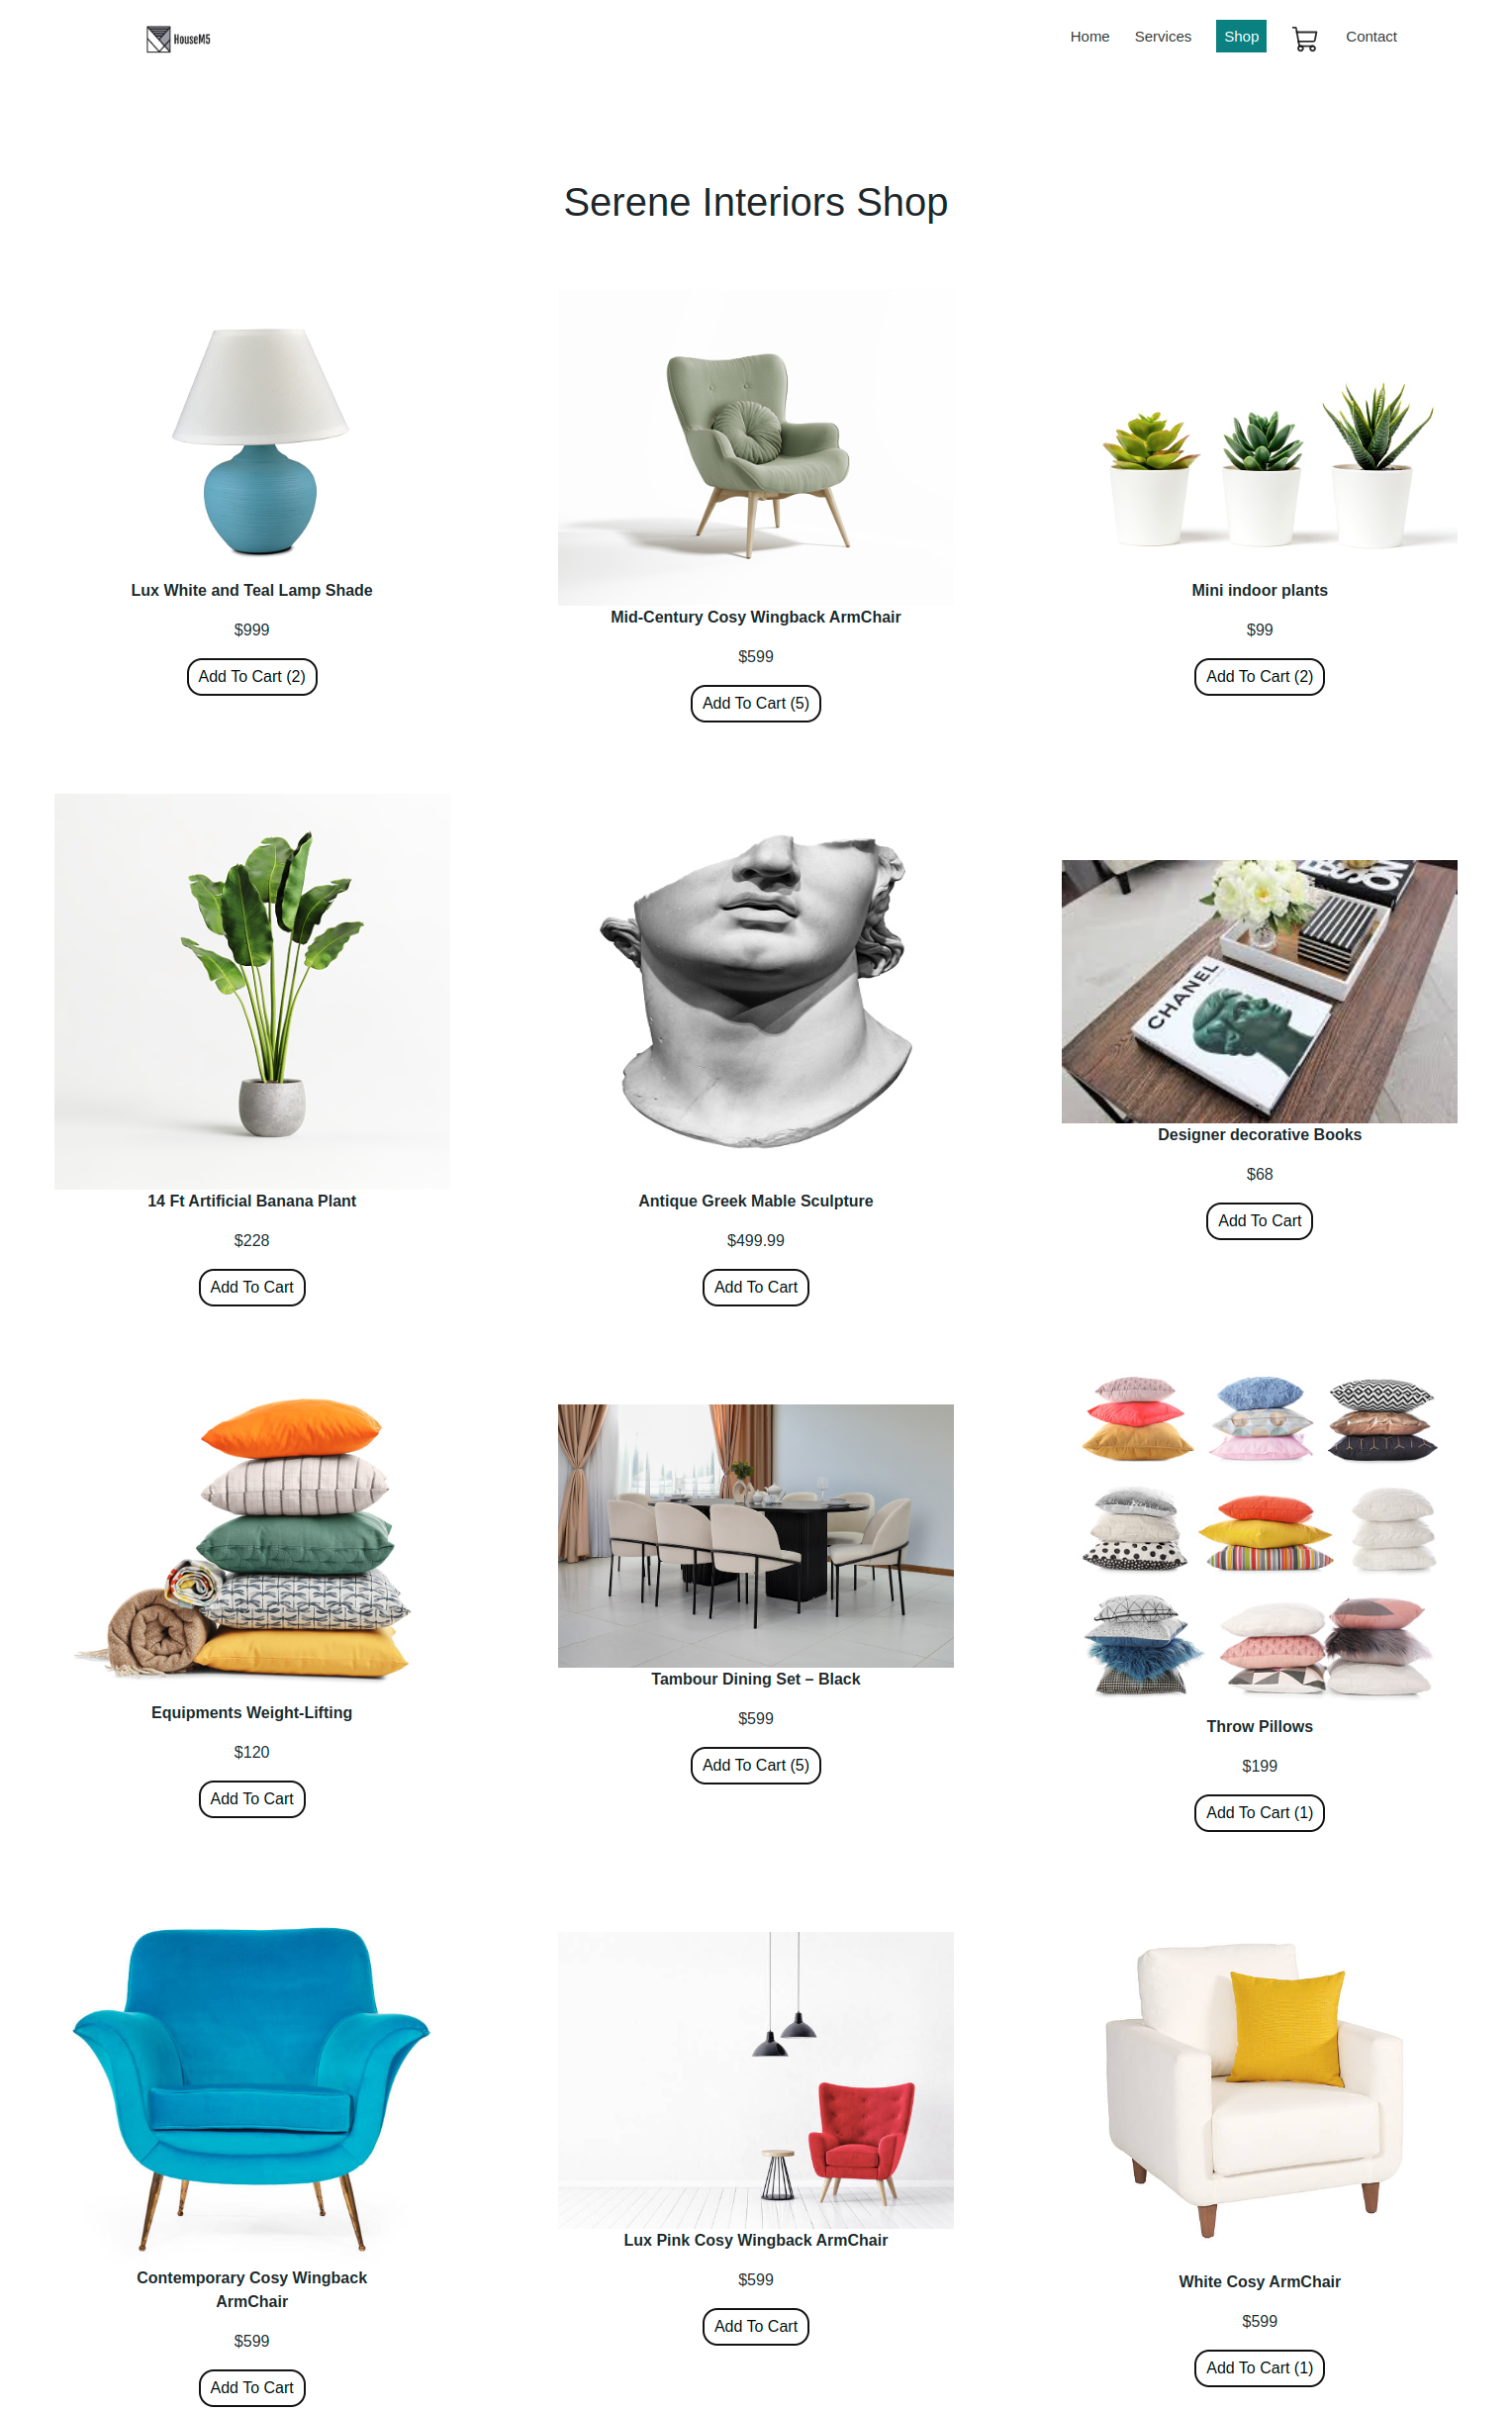 HouseM5
Home
Services
Shop
Contact
Serene Interiors Shop
Lux White and Teal Lamp Shade
$999
Add To Cart (2)
Mid-Century Cosy Wingback ArmChair
$599
Add To Cart (5)
Mini indoor plants
$99
Add To Cart (2)
14 Ft Artificial Banana Plant
$228
Add To Cart
Antique Greek Mable Sculpture
$499.99
Add To Cart
CHANEL
Designer decorative Books
$68
Add To Cart
Equipments Weight-Lifting
$120
Add To Cart
Tambour Dining Set – Black
$599
Add To Cart (5)
Throw Pillows
$199
Add To Cart (1)
Contemporary Cosy Wingback
ArmChair
$599
Add To Cart
Lux Pink Cosy Wingback ArmChair
$599
Add To Cart
White Cosy ArmChair
$599
Add To Cart (1)